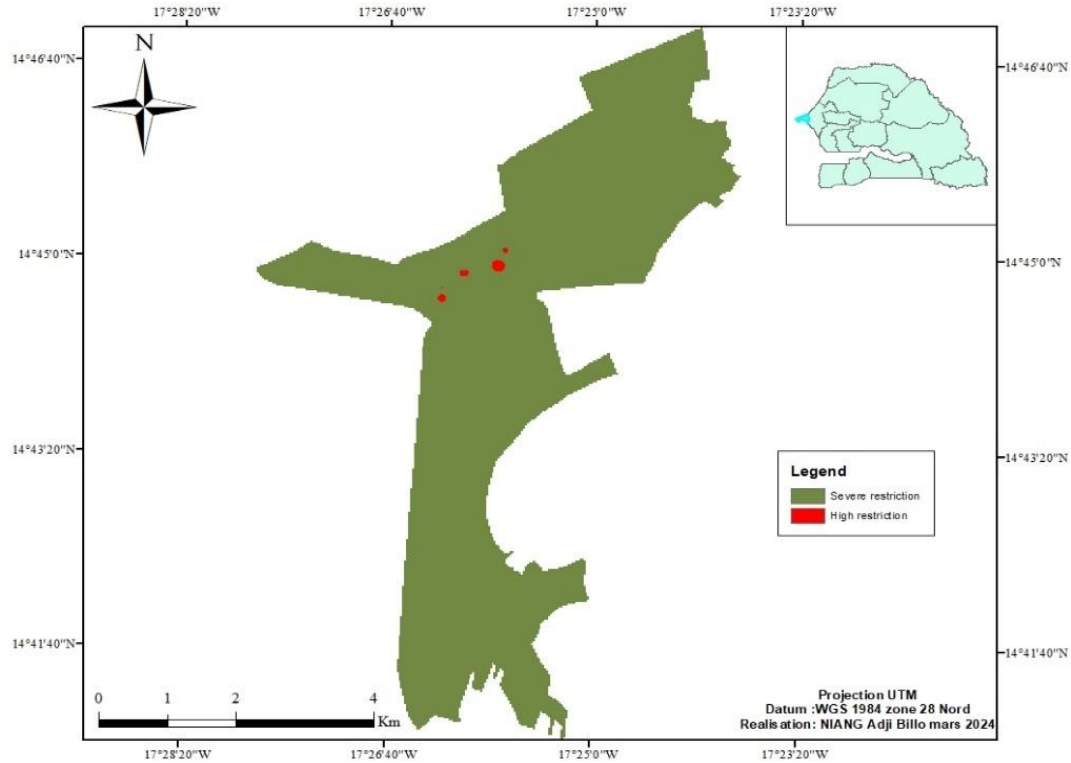 17°28'20"W 17°26'40"W 17°25'0"W 17°23'20"W
N
14°46'40"N 14°46'40"N
14°45'0"N 14°45'0"N
14°43'20"N 14°43'20"N
Legend
Severe restriction
High restriction
14°41'40"N 14°41'40"N
0 1 2 4
Km
Projection UTM
Datum :WGS 1984 zone 28 Nord
Realisation: NIANG Adji Billo mars 2024
17°28'20"W 17°26'40"W 17°25'0"W 17°23'20"W